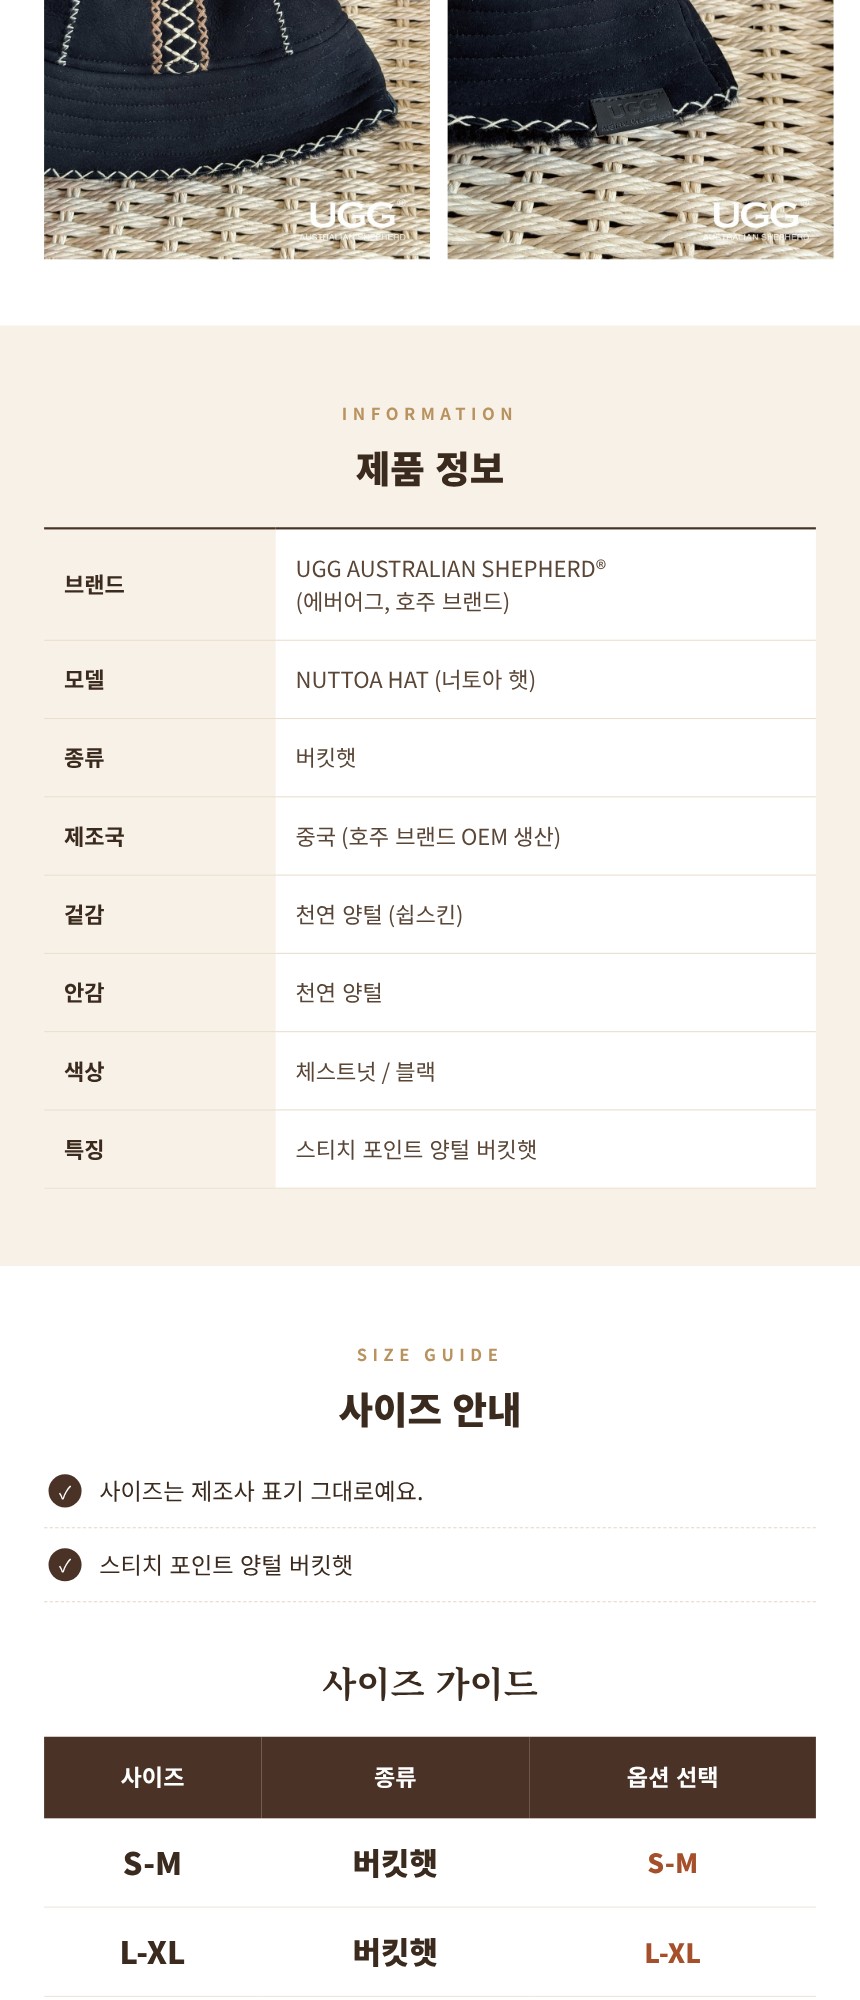 UGG
UGG
AUSTRALIAN SHEPHERD
UGG
AUSTRALIAN SHEPHERD
INFORMATION
제품 정보
브랜드
UGG AUSTRALIAN SHEPHERD®
(에버어그, 호주 브랜드)
모델
NUTTOA HAT (너토아 햇)
종류
버킷햇
제조국
중국 (호주 브랜드 OEM 생산)
겉감
천연 양털 (쉽스킨)
안감
천연 양털
색상
체스트넛 / 블랙
특징
스티치 포인트 양털 버킷햇
SIZE GUIDE
사이즈 안내
사이즈는 제조사 표기 그대로예요.
스티치 포인트 양털 버킷햇
사이즈 가이드
사이즈 종류 옵션 선택
S-M 버킷햇 S-M
L-XL 버킷햇 L-XL